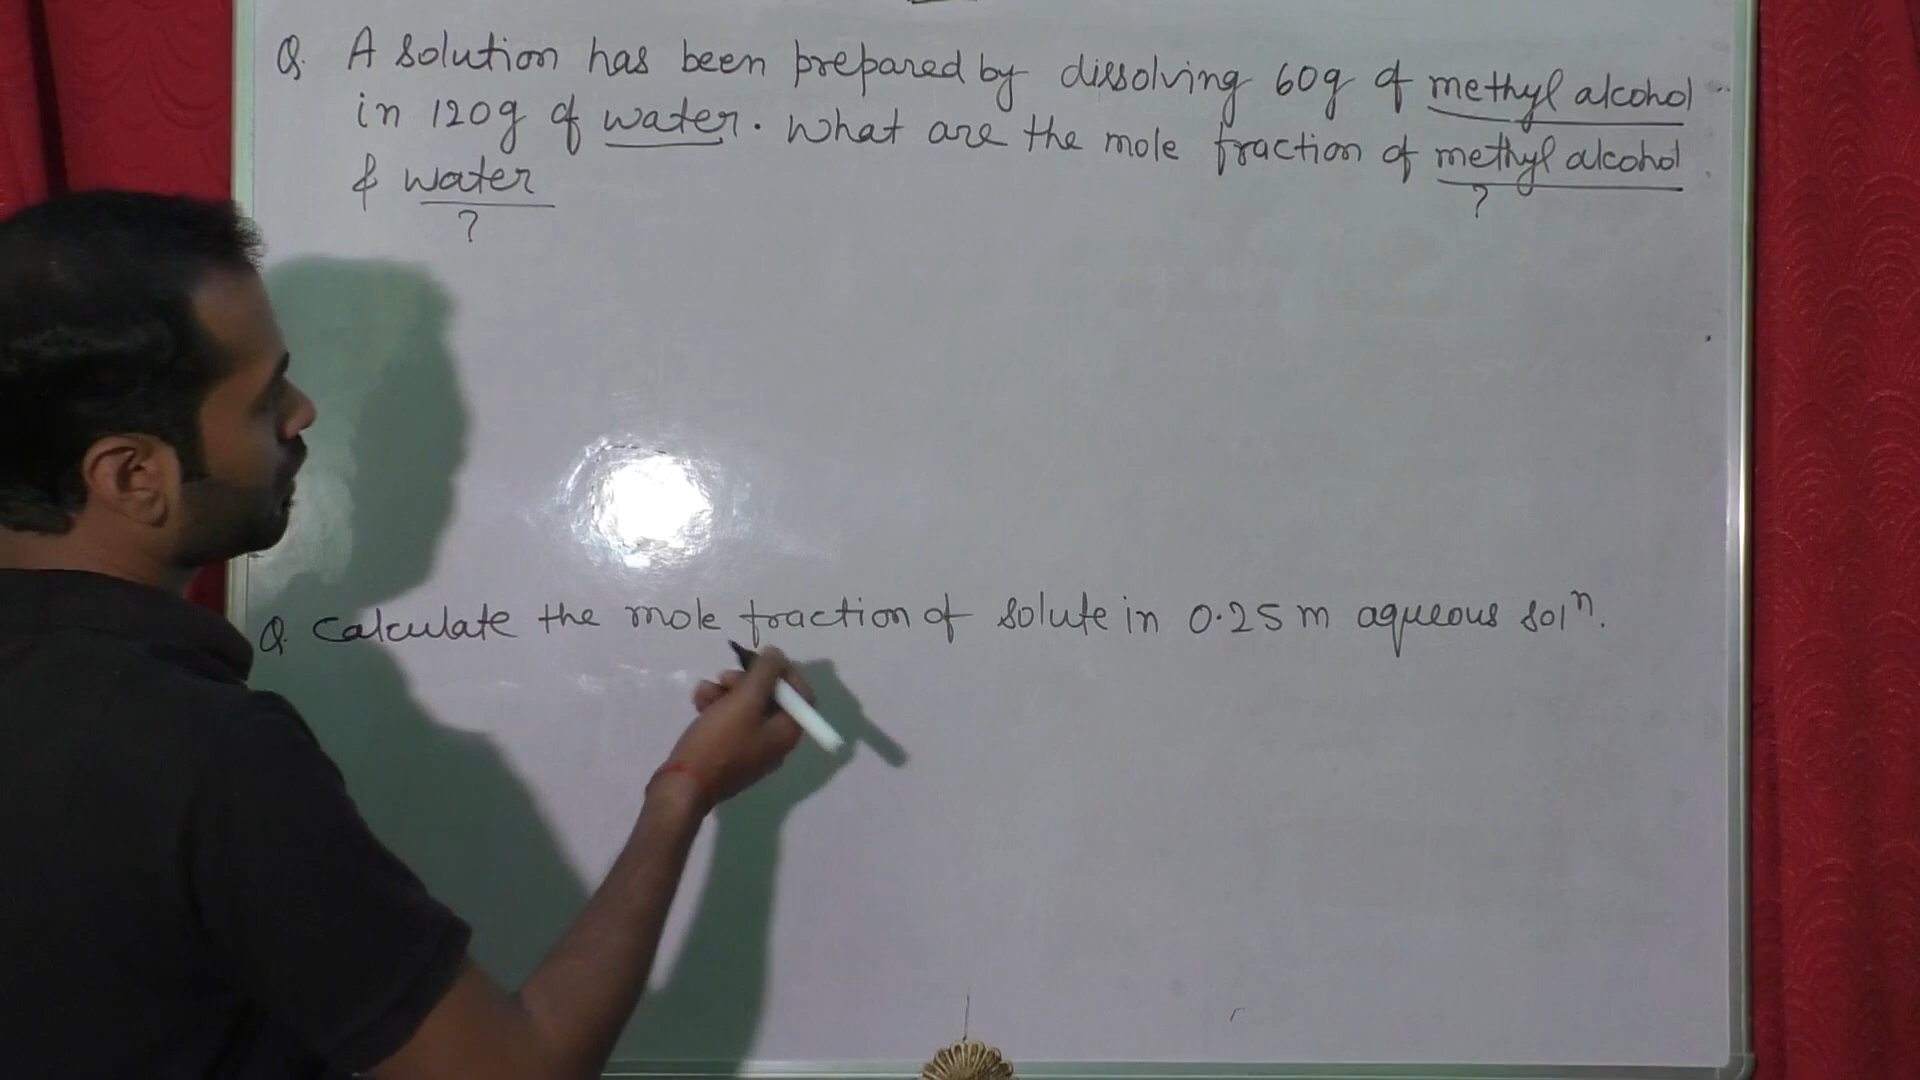 Q. A solution has been prepared by dissolving 60g of methyl alcohol
in 120g of water. What are the mole fraction of methyl alcohol
& water
?
?
Q. Calculate the mole fraction of solute in 0.25 m aqueous solⁿ.